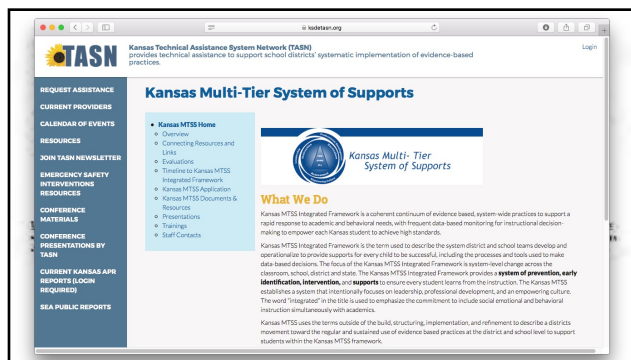 ksdetasn.org
TASN
Kansas Technical Assistance System Network (TASN)
provides technical assistance to support school districts' systematic implementation of evidence-based
practices.
Login
REQUEST ASSISTANCE
CURRENT PROVIDERS
CALENDAR OF EVENTS
RESOURCES
JOIN TASN NEWSLETTER
EMERGENCY SAFETY
INTERVENTIONS
RESOURCES
CONFERENCE
MATERIALS
CONFERENCE
PRESENTATIONS BY
TASN
CURRENT KANSAS APR
REPORTS (LOGIN
REQUIRED)
SEA PUBLIC REPORTS
Kansas Multi-Tier System of Supports
Kansas MTSS Home
Overview
Connecting Resources and
Links
Evaluations
Timeline to Kansas MTSS
Integrated Framework
Kansas MTSS Application
Kansas MTSS Documents &
Resources
Presentations
Trainings
Staff Contacts
Kansas Multi- Tier
System of Supports
What We Do
Kansas MTSS Integrated Framework is a coherent continuum of evidence based, system-wide practices to support a
rapid response to academic and behavioral needs, with frequent data-based monitoring for instructional decision-
making to empower each Kansas student to achieve high standards.
Kansas MTSS Integrated Framework is the term used to describe the system district and school teams develop and
operationalize to provide supports for every child to be successful, including the processes and tools used to make
data-based decisions. The focus of the Kansas MTSS Integrated Framework is system-level change across the
classroom, school, district and state. The Kansas MTSS Integrated Framework provides a system of prevention, early
identification, intervention, and supports to ensure every student learns from the instruction. The Kansas MTSS
establishes a system that intentionally focuses on leadership, professional development, and an empowering culture.
The word "integrated" in the title is used to emphasize the commitment to include social emotional and behavioral
instruction simultaneously with academics.
Kansas MTSS uses the terms outside of the build, structuring, implementation, and refinement to describe a districts
movement toward the regular and sustained use of evidence based practices at the district and school level to support
students within the Kansas MTSS framework.